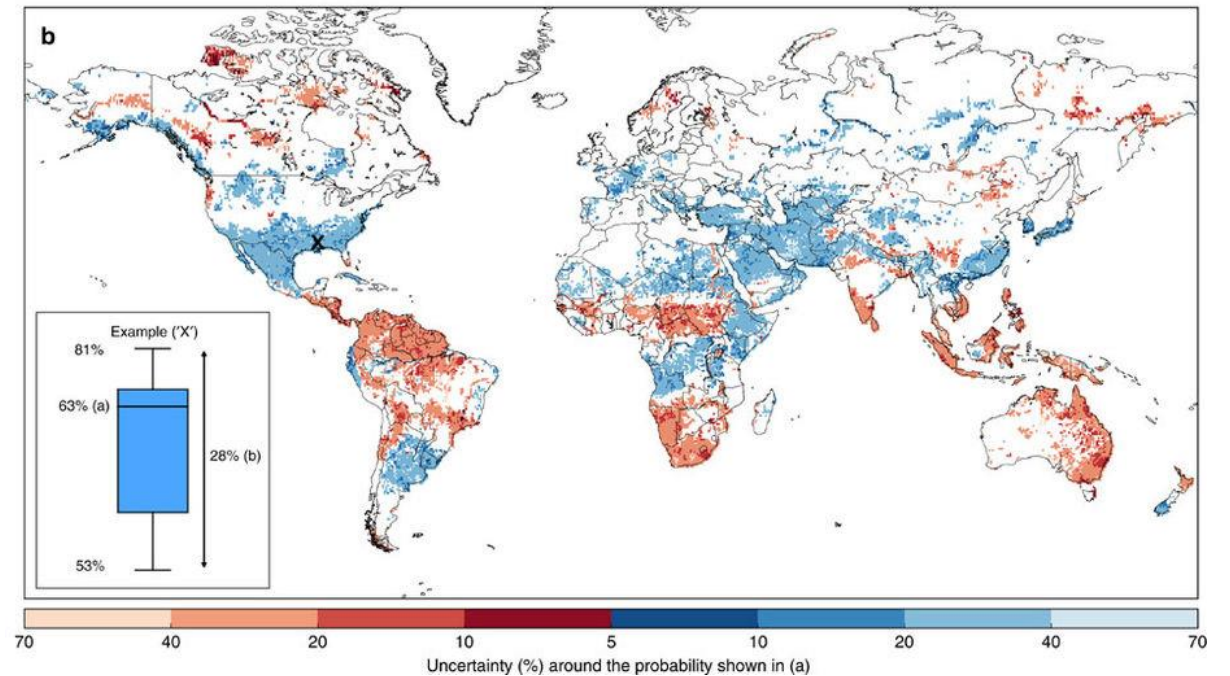 b
X
Example ('X')
81%
63% (a)
28% (b)
53%
70 40 20 10 5 10 20 40 70
Uncertainty (%) around the probability shown in (a)